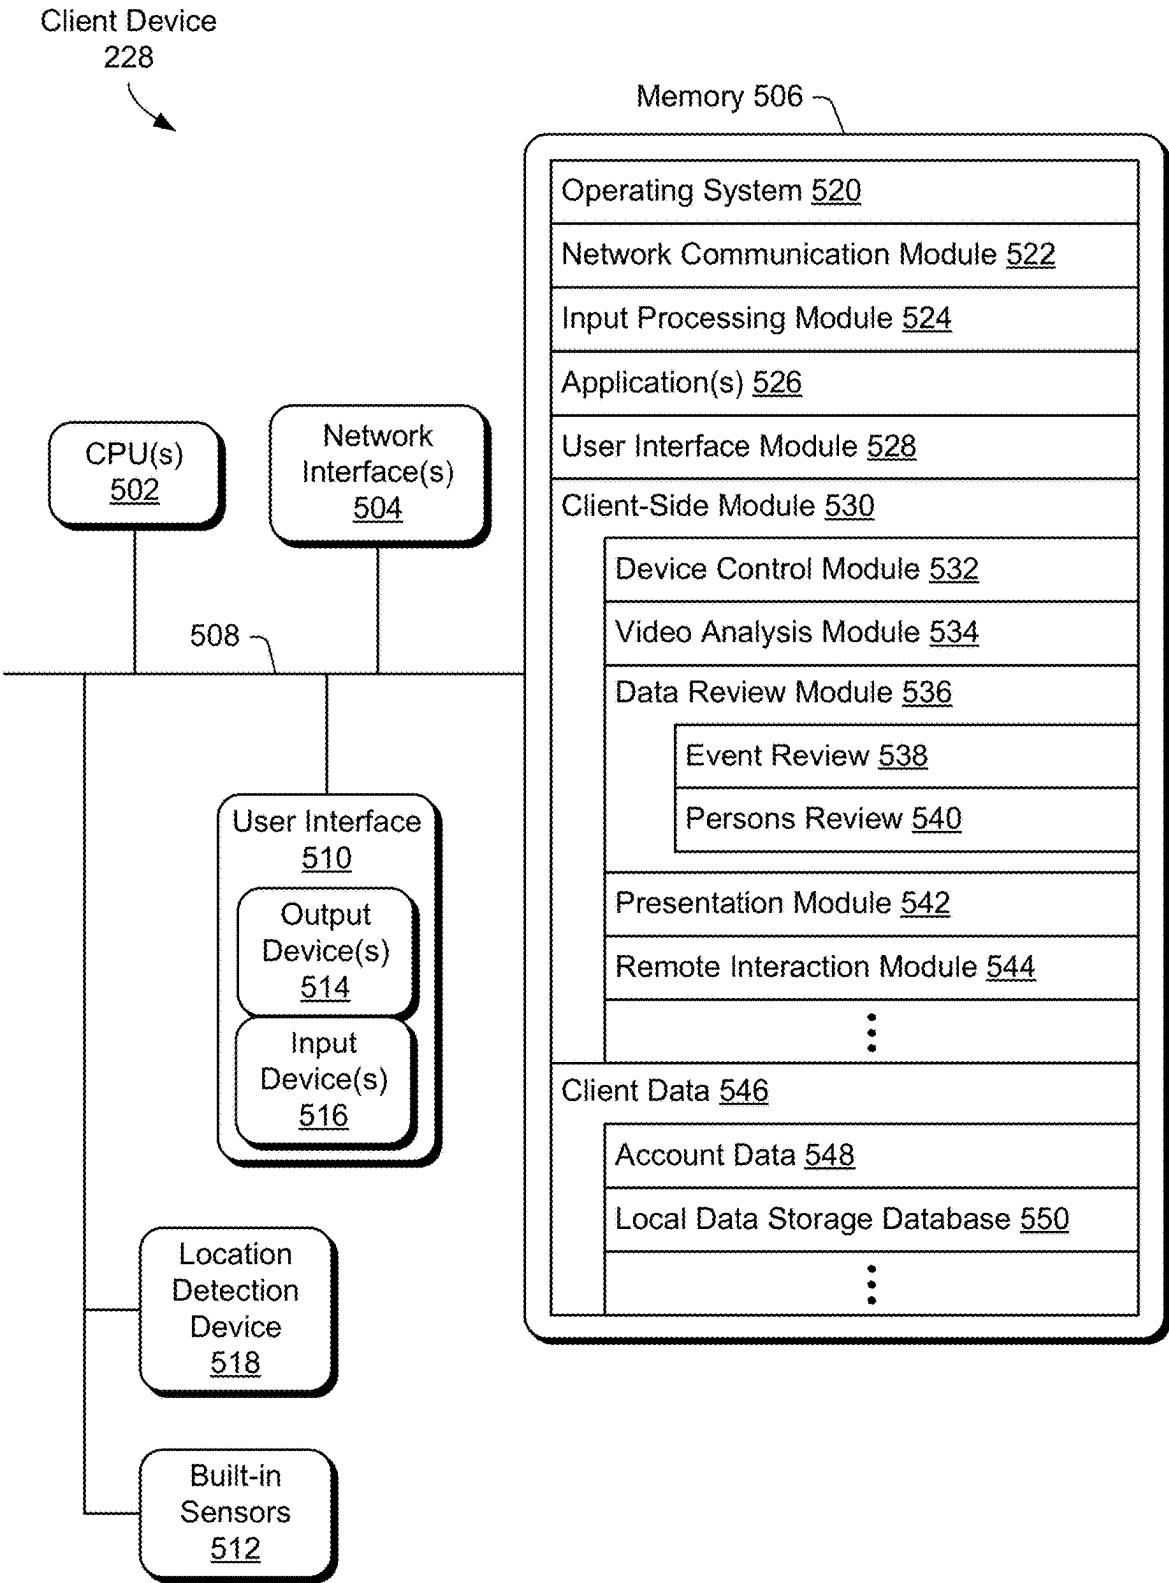 Client Device
228
Memory 506
Operating System 520
Network Communication Module 522
Input Processing Module 524
Application(s) 526
User Interface Module 528
Client-Side Module 530
Device Control Module 532
Video Analysis Module 534
Data Review Module 536
Event Review 538
Persons Review 540
Presentation Module 542
Remote Interaction Module 544
Client Data 546
Account Data 548
Local Data Storage Database 550
CPU(s)
502
Network
Interface(s)
504
508
User Interface
510
Output
Device(s)
514
Input
Device(s)
516
Location
Detection
Device
518
Built-in
Sensors
512